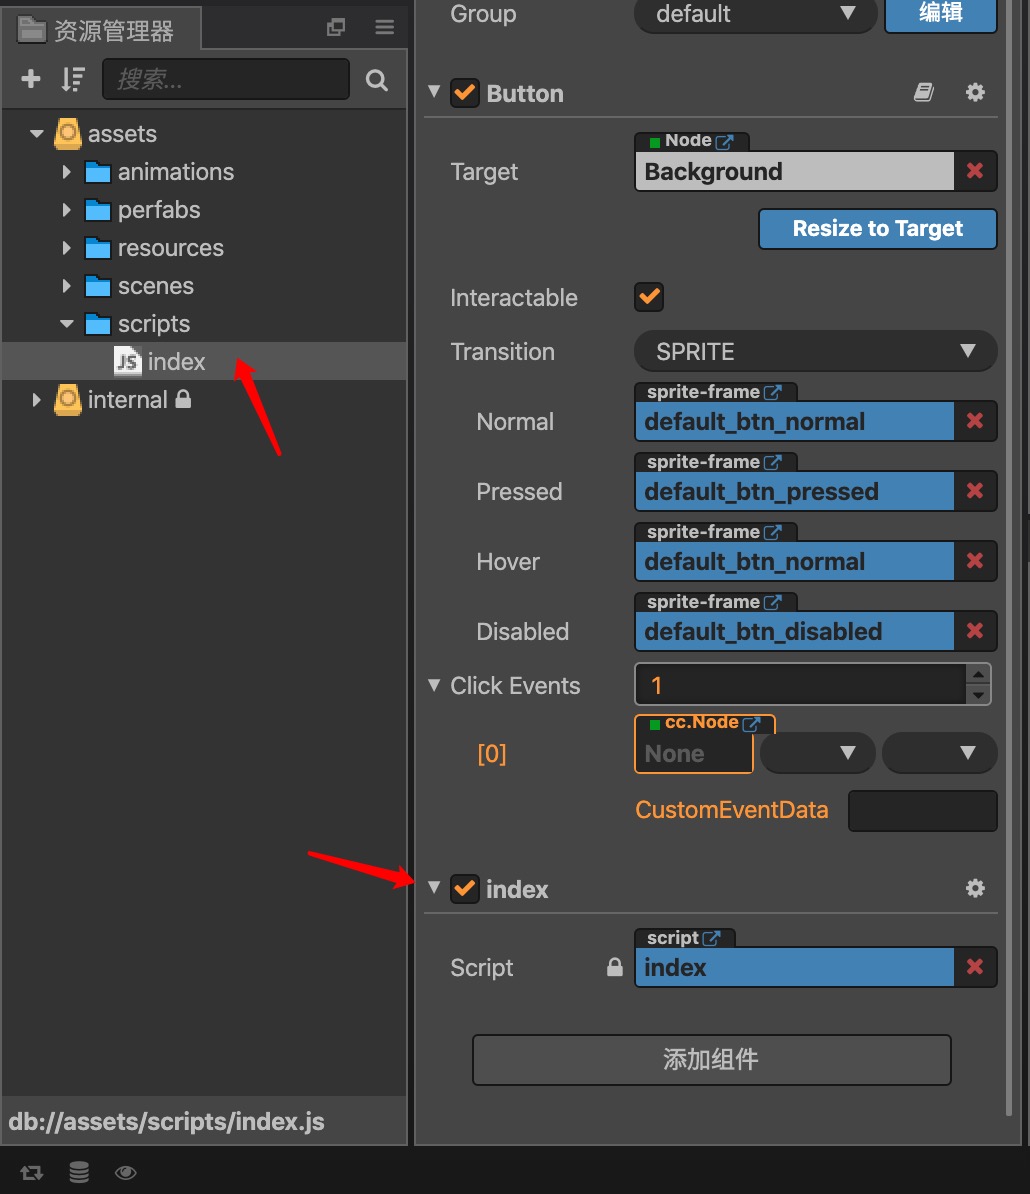 资源管理器
搜索...
assets
animations
perfabs
resources
scenes
scripts
JS index
internal
db://assets/scripts/index.js
Group default 编辑
Button
Node
Target Background
Resize to Target
Interactable
Transition SPRITE
sprite-frame
Normal default_btn_normal
sprite-frame
Pressed default_btn_pressed
sprite-frame
Hover default_btn_normal
sprite-frame
Disabled default_btn_disabled
Click Events 1
cc.Node
[0] None
CustomEventData
index
script
Script index
添加组件